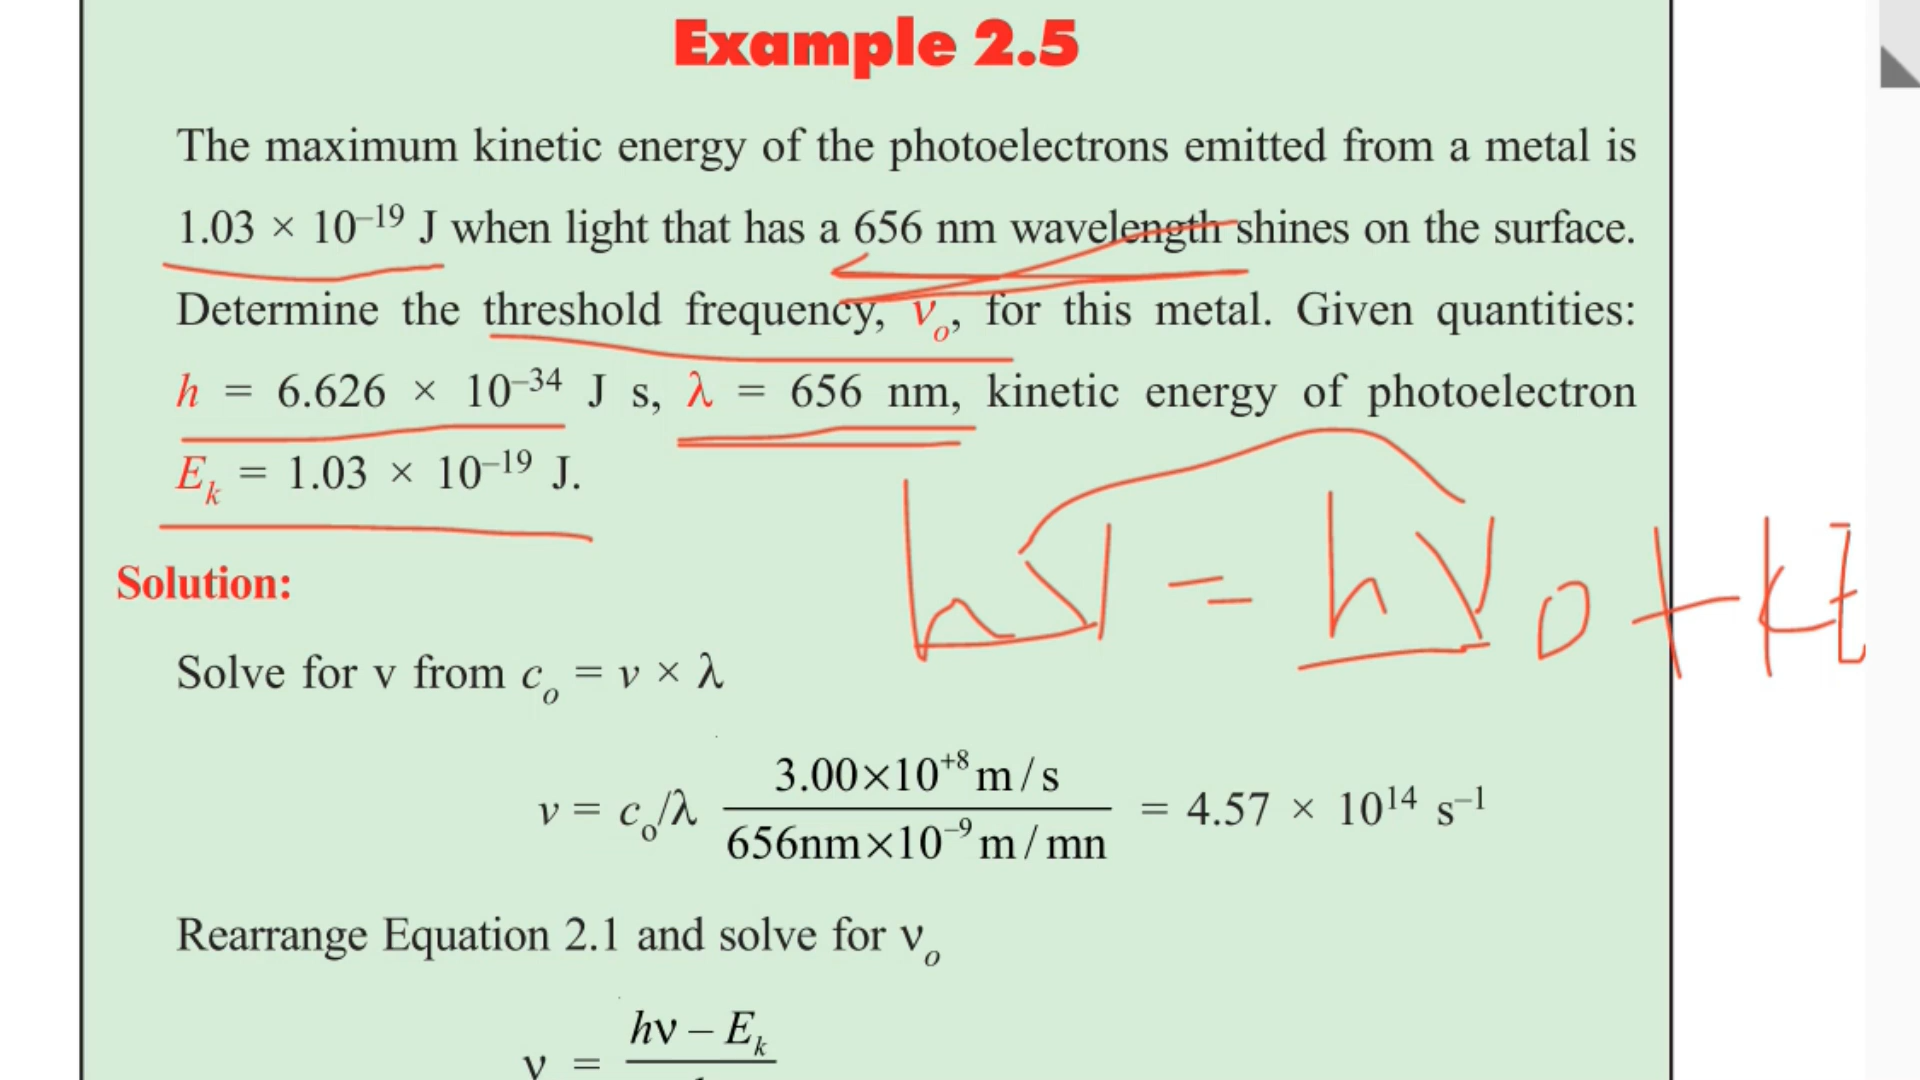 Example 2.5
The maximum kinetic energy of the photoelectrons emitted from a metal is
1.03 × 10⁻¹⁹ J when light that has a 656 nm wavelength shines on the surface.
Determine the threshold frequency, νₒ, for this metal. Given quantities:
h = 6.626 × 10⁻³⁴ J s, λ = 656 nm, kinetic energy of photoelectron
Eₖ = 1.03 × 10⁻¹⁹ J.
hν = hν₀ + kE
Solution:
Solve for v from cₒ = ν × λ
ν = cₒ/λ 3.00×10⁺⁸ m/s / 656nm×10⁻⁹ m/mn = 4.57 × 10¹⁴ s⁻¹
Rearrange Equation 2.1 and solve for νₒ
ν = hν – Eₖ